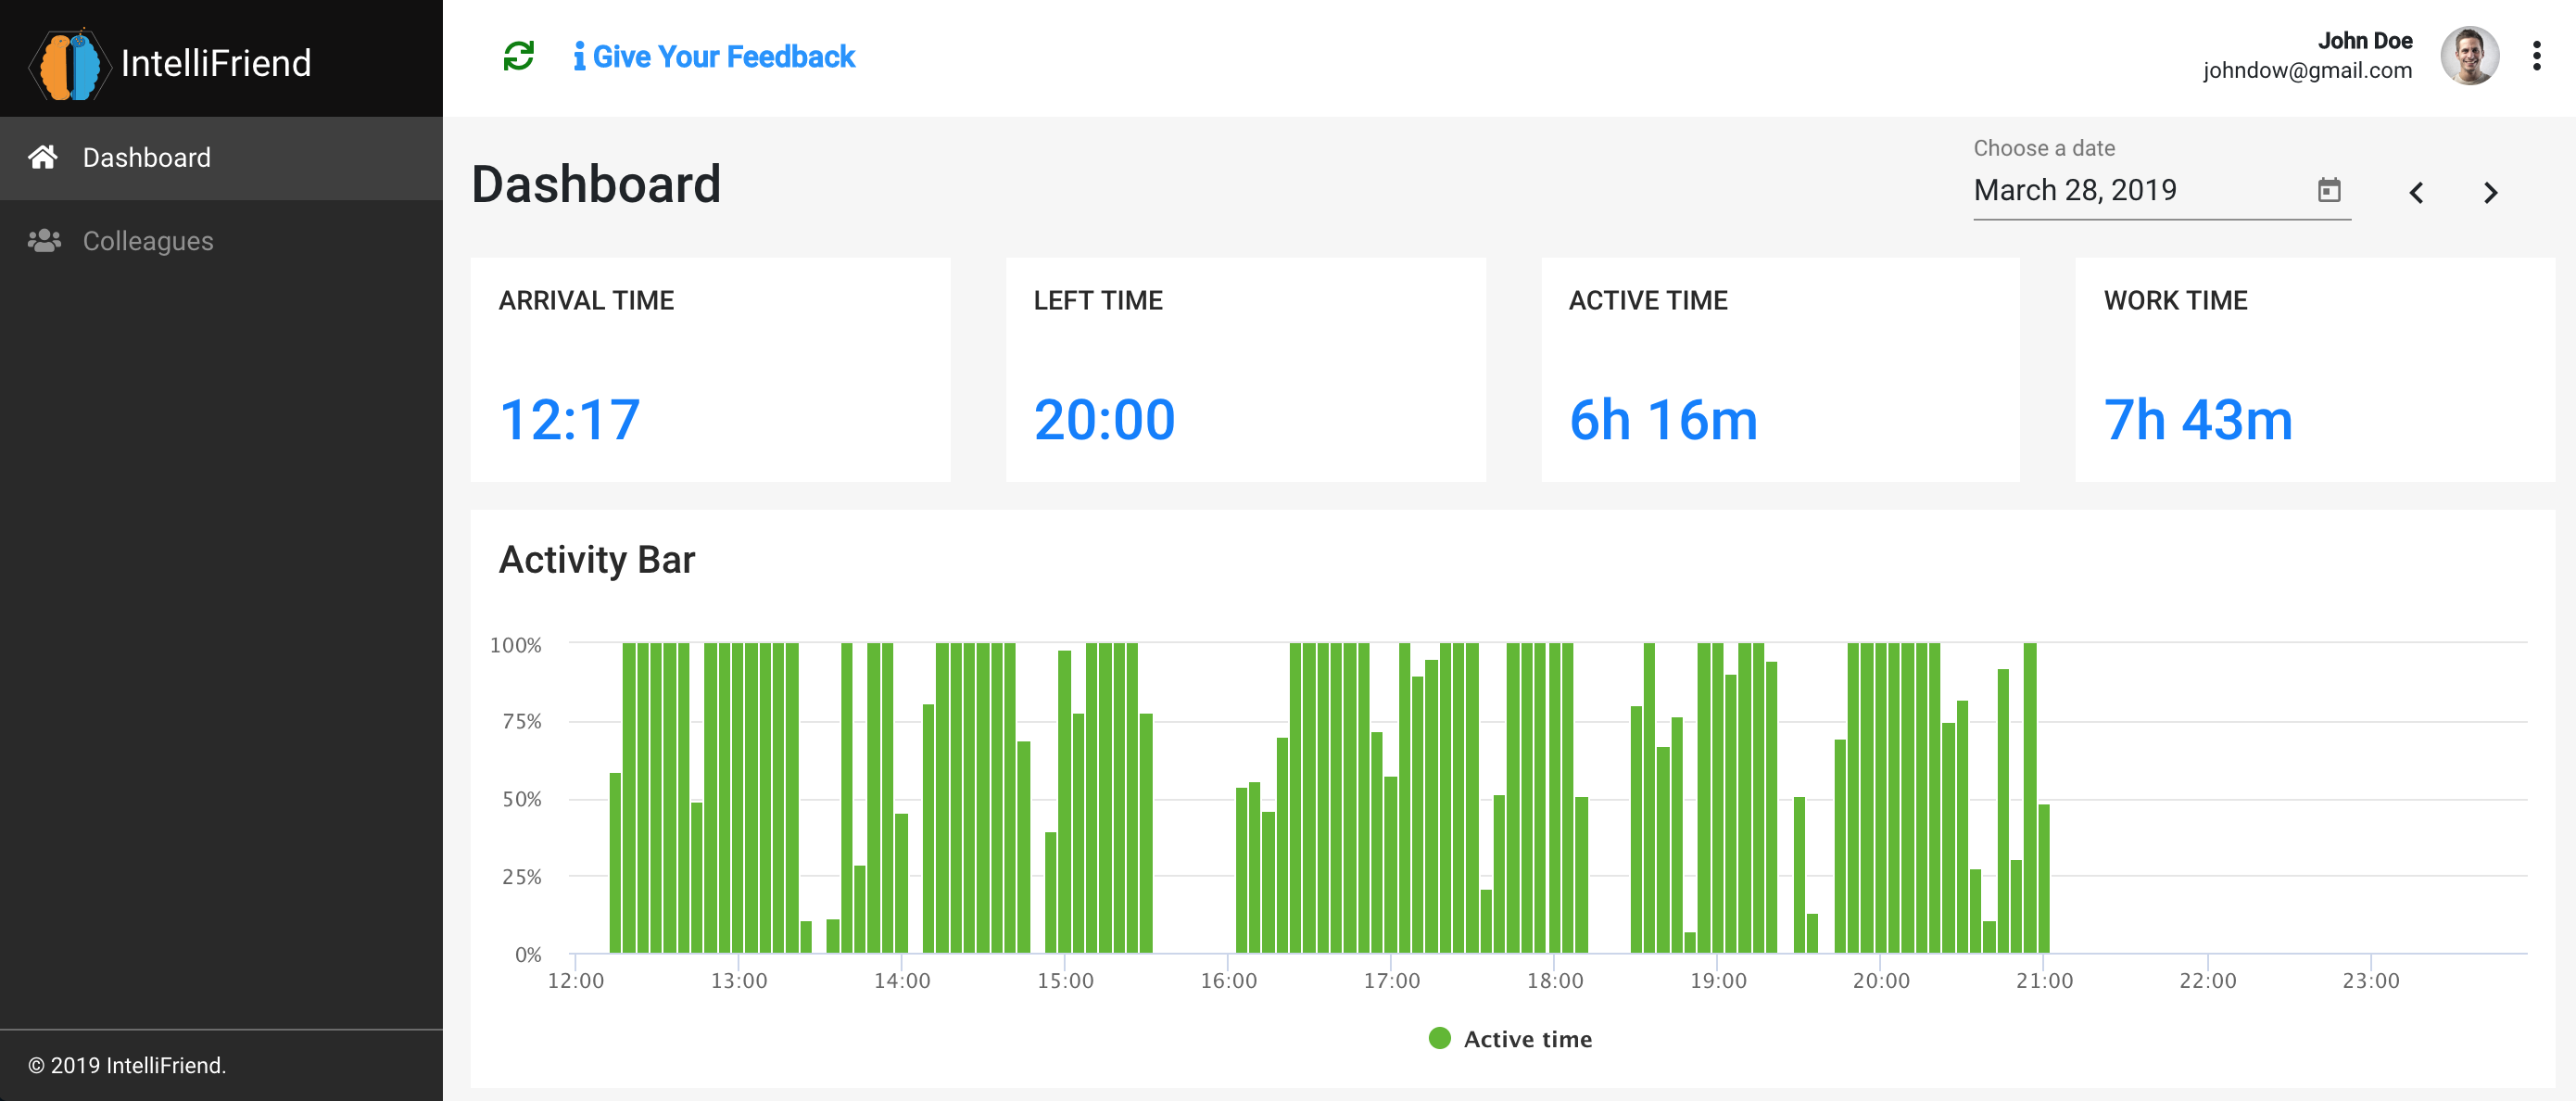 IntelliFriend
Give Your Feedback
John Doe
johndow@gmail.com
Dashboard
Colleagues
Dashboard
Choose a date
March 28, 2019
ARRIVAL TIME
12:17
LEFT TIME
20:00
ACTIVE TIME
6h 16m
WORK TIME
7h 43m
Activity Bar
100%
75%
50%
25%
0%
12:00 13:00 14:00 15:00 16:00 17:00 18:00 19:00 20:00 21:00 22:00 23:00
Active time
© 2019 IntelliFriend.